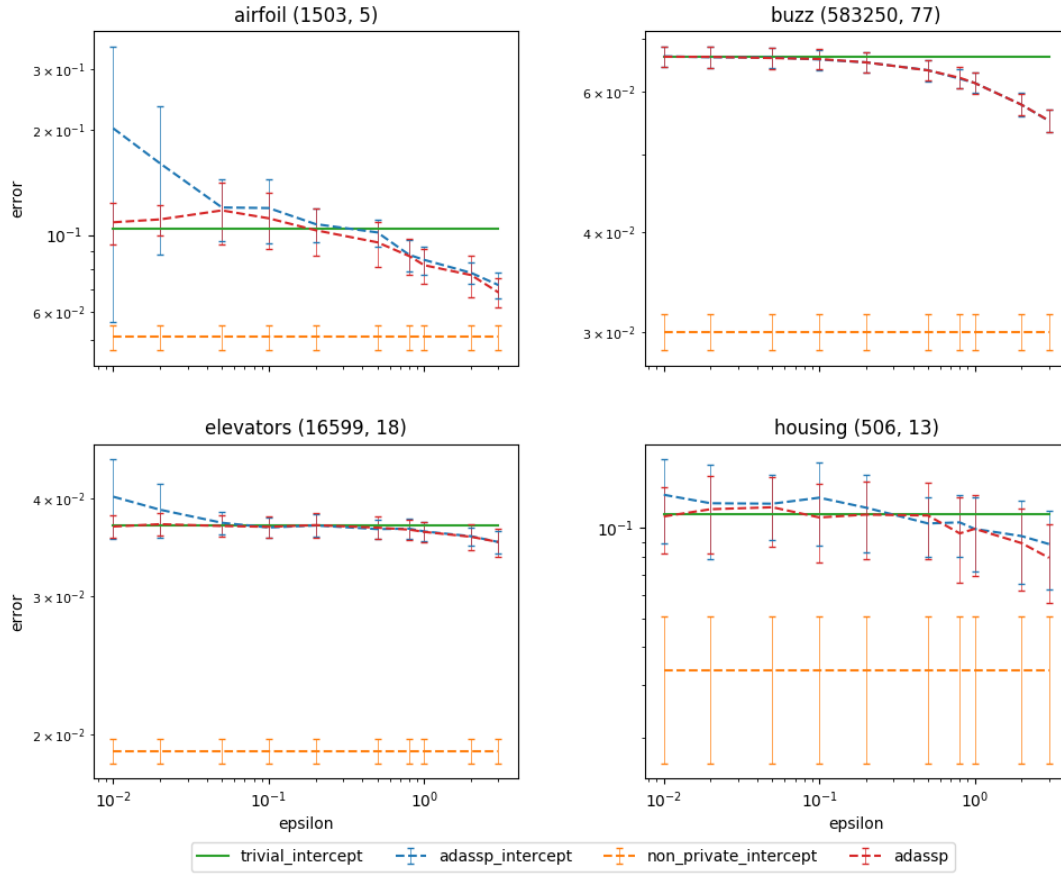 airfoil (1503, 5)
buzz (583250, 77)
3 × 10⁻¹
2 × 10⁻¹
10⁻¹
6 × 10⁻²
error
6 × 10⁻²
4 × 10⁻²
3 × 10⁻²
elevators (16599, 18)
housing (506, 13)
4 × 10⁻²
3 × 10⁻²
2 × 10⁻²
error
10⁻¹
10⁻² 10⁻¹ 10⁰
epsilon
10⁻² 10⁻¹ 10⁰
epsilon
trivial_intercept adassp_intercept non_private_intercept adassp